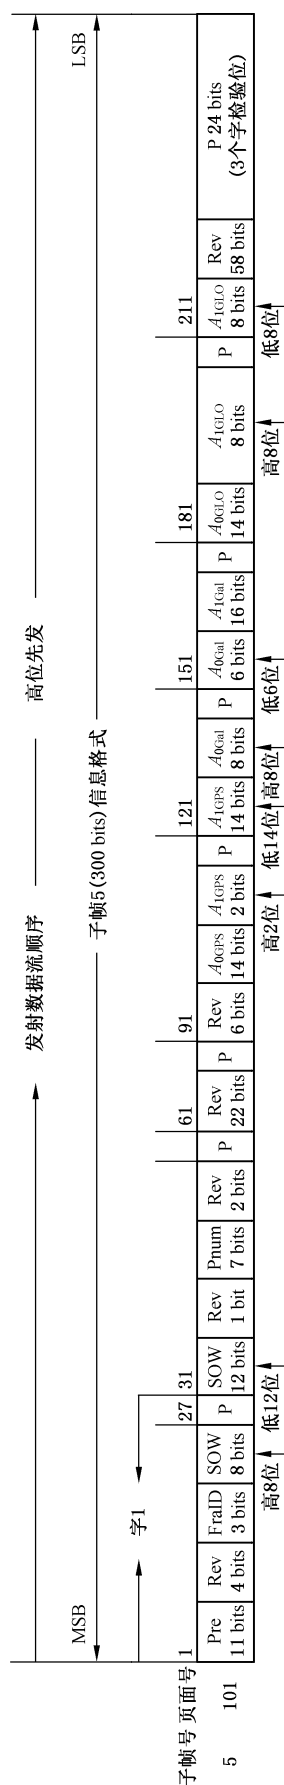 发射数据流顺序 高位先发
MSB 子帧5(300 bits)信息格式 LSB
字1
子帧号 页面号 1 27 31 61 91 121 151 181 211
5 101
Pre 11 bits
Rev 4 bits
FraID 3 bits
SOW 8 bits
P
SOW 12 bits
Rev 1 bit
Pnum 7 bits
Rev 2 bits
P
Rev 22 bits
P
Rev 6 bits
A0GPS 14 bits
A1GPS 2 bits
P
A1GPS 14 bits
A0Gal 8 bits
P
A0Gal 6 bits
A1Gal 16 bits
P
A0GLO 14 bits
A1GLO 8 bits
P
A1GLO 8 bits
Rev 58 bits
P 24 bits
(3个字检验位)
高8位 低12位 高2位 低14位 高8位 低6位 高8位 低8位